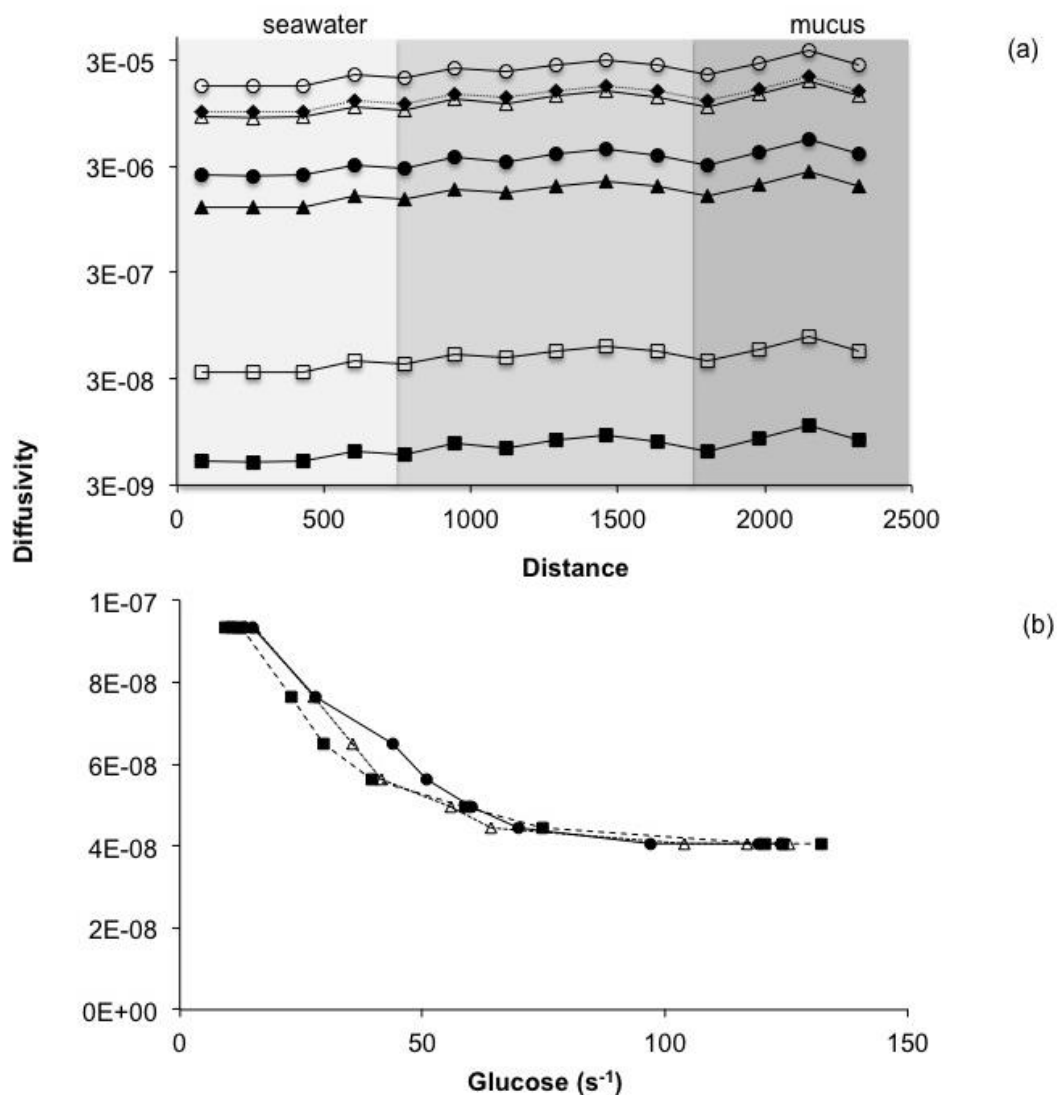 seawater mucus
(a)
3E-05
3E-06
3E-07
3E-08
3E-09
0 500 1000 1500 2000 2500
Distance
Diffusivity
(b)
1E-07
8E-08
6E-08
4E-08
2E-08
0E+00
0 50 100 150
Glucose (s⁻¹)